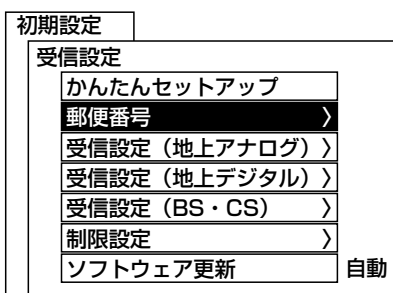 初期設定
受信設定
かんたんセットアップ
郵便番号 〉
受信設定（地上アナログ）〉
受信設定（地上デジタル）〉
受信設定（BS・CS） 〉
制限設定 〉
ソフトウェア更新 自動